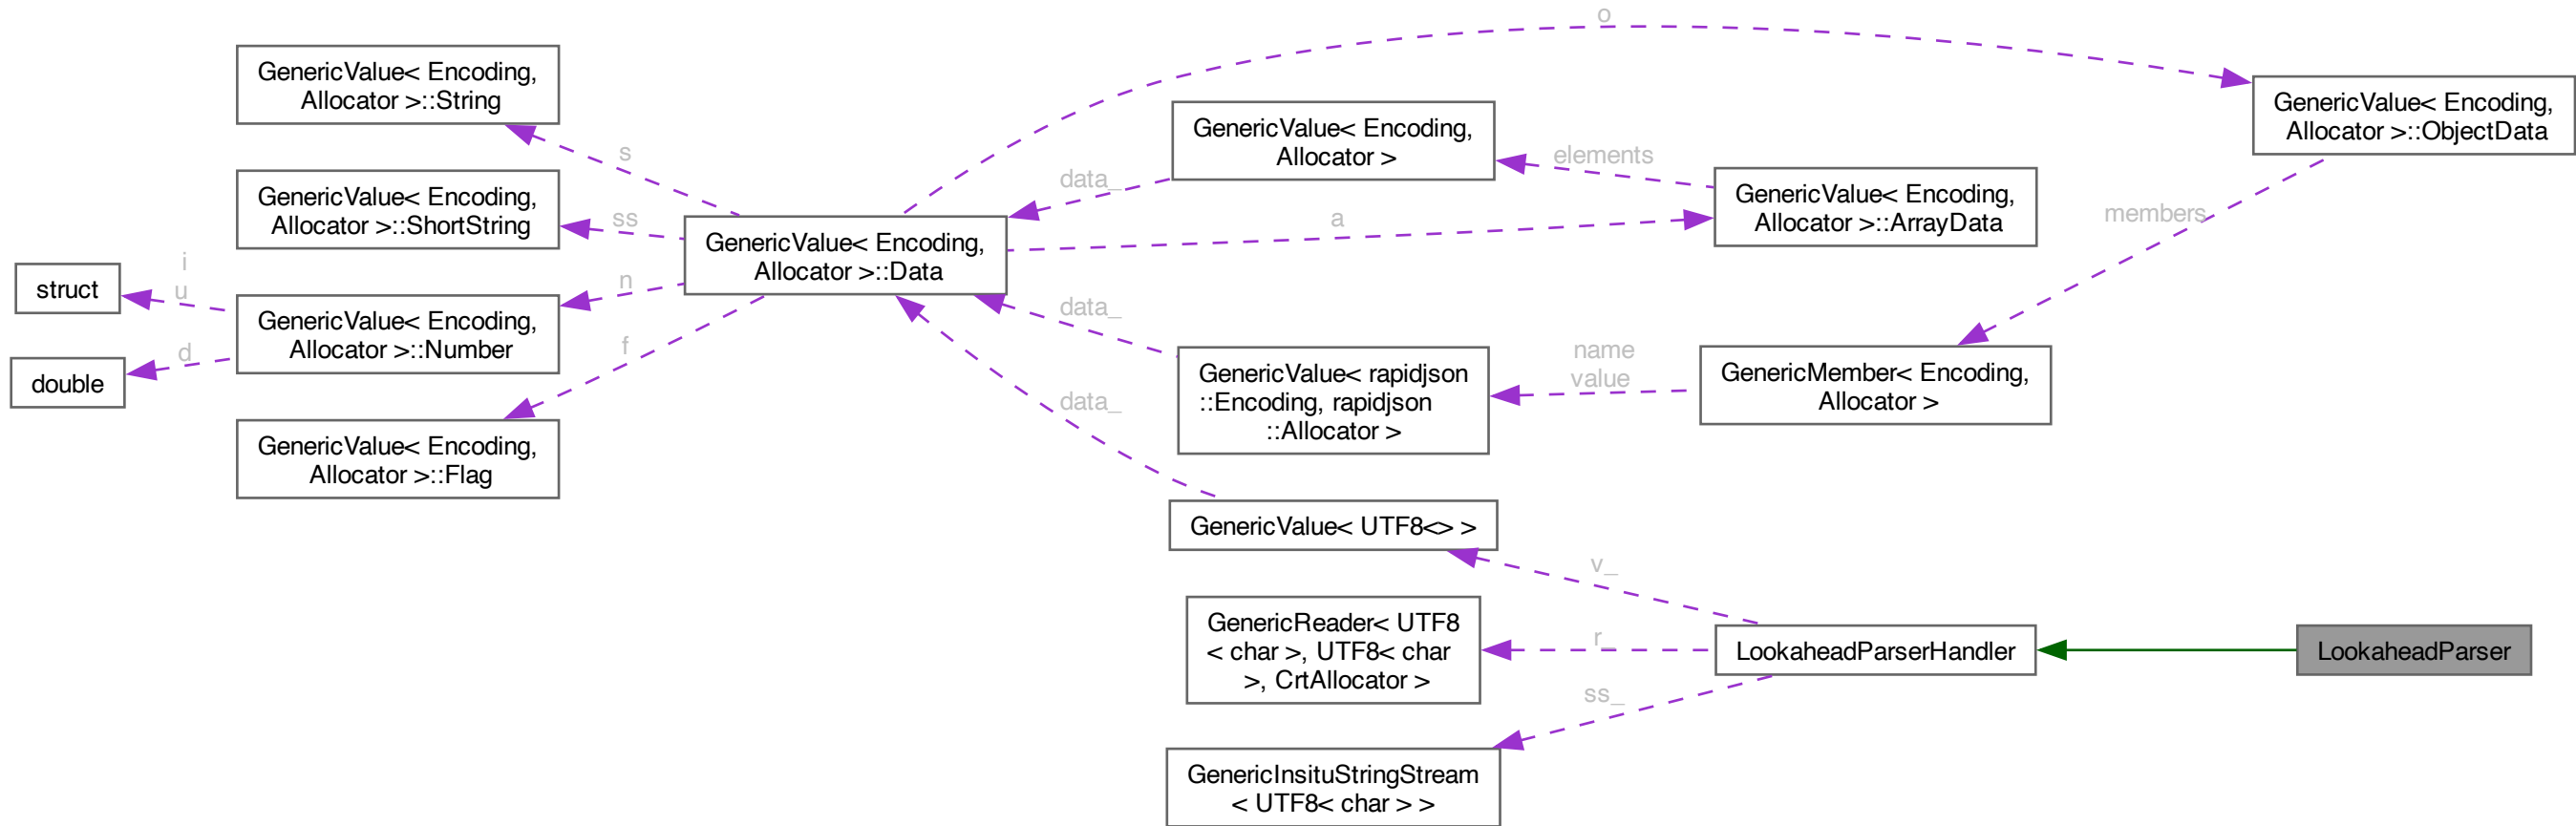 o
GenericValue< Encoding,
Allocator >::String
GenericValue< Encoding,
Allocator >::ObjectData
GenericValue< Encoding,
Allocator >
s
elements
data_
GenericValue< Encoding,
Allocator >::ShortString
ss
GenericValue< Encoding,
Allocator >::ArrayData
members
a
GenericValue< Encoding,
Allocator >::Data
i
u
n
struct
GenericValue< Encoding,
Allocator >::Number
data_
d
f
double
name
value
GenericValue< rapidjson
::Encoding, rapidjson
::Allocator >
GenericMember< Encoding,
Allocator >
data_
GenericValue< Encoding,
Allocator >::Flag
GenericValue< UTF8<> >
v_
GenericReader< UTF8
< char >, UTF8< char
>, CrtAllocator >
r_
LookaheadParserHandler
LookaheadParser
ss_
GenericInsituStringStream
< UTF8< char > >